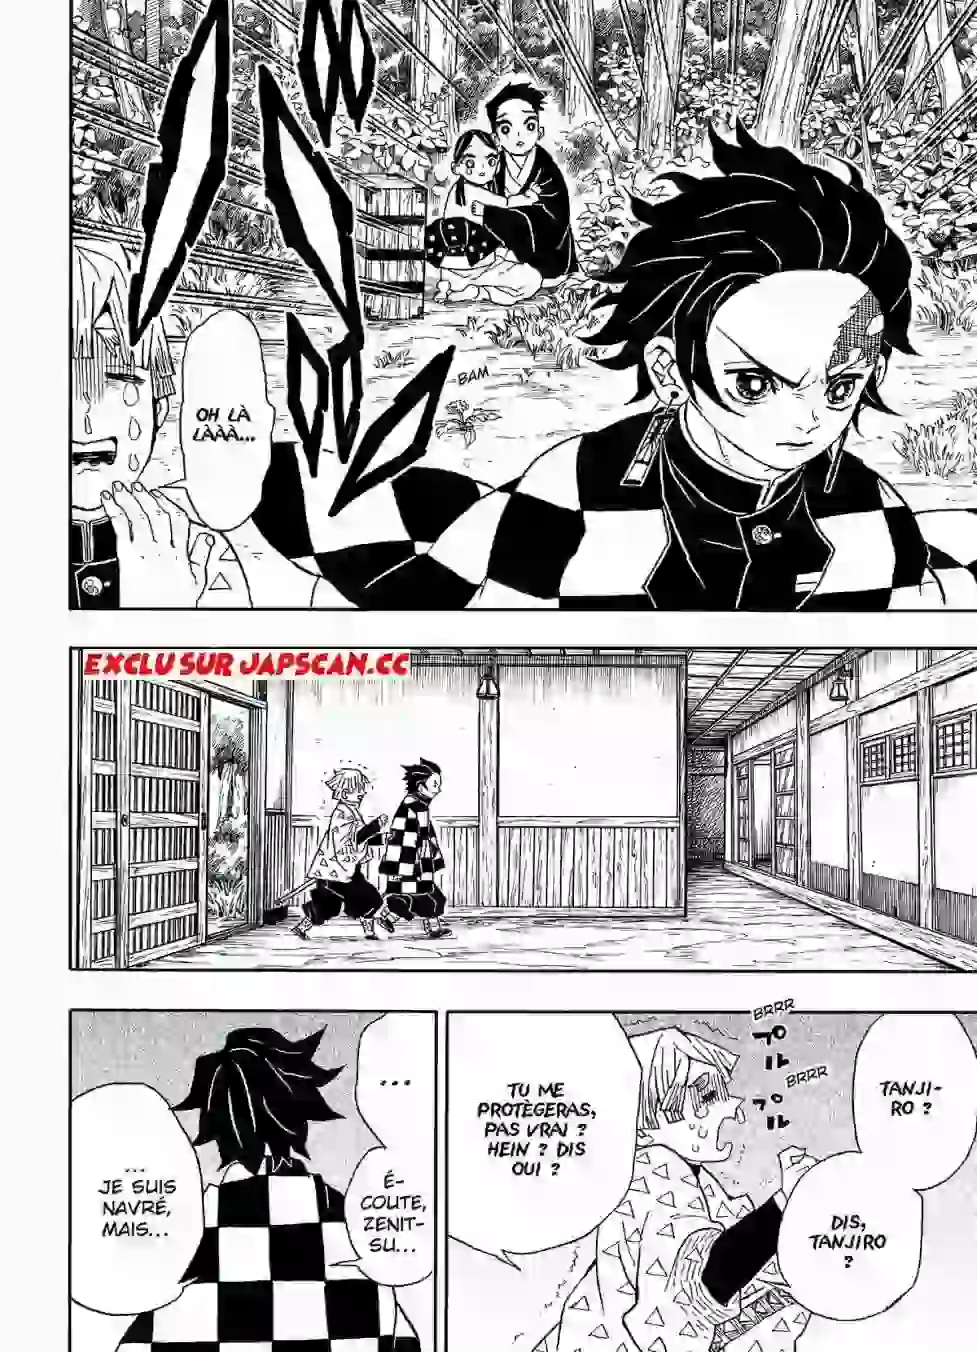 BAM
OH LÀ
LÀÀÀ...
EXCLU SUR JAPSCAN.CC
BRRR
BRRR
TANJI-
RO ?
DIS,
TANJIRO
?
TU ME
PROTÈGERAS,
PAS VRAI ?
HEIN ? DIS
OUI ?
...
É-
COUTE,
ZENIT-
SU...
...
JE SUIS
NAVRÉ,
MAIS...